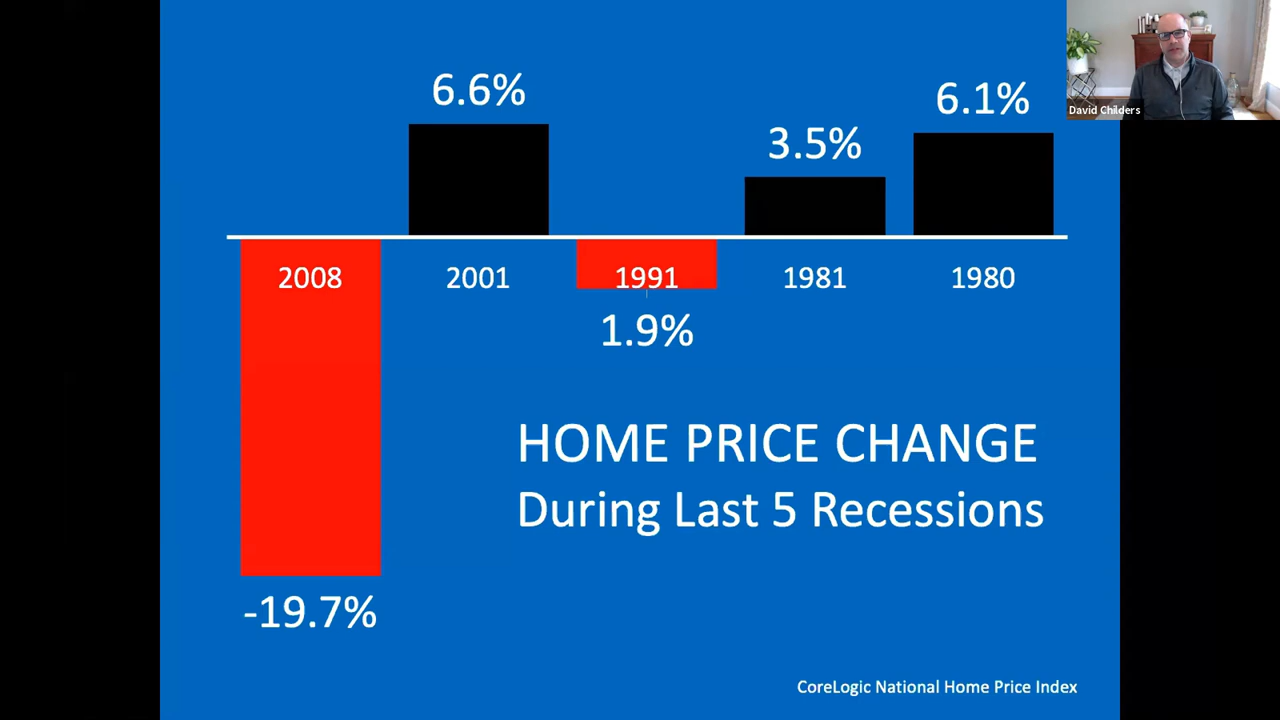 David Childers
6.6%
3.5%
6.1%
2008
2001
1991
1981
1980
1.9%
HOME PRICE CHANGE
During Last 5 Recessions
-19.7%
CoreLogic National Home Price Index